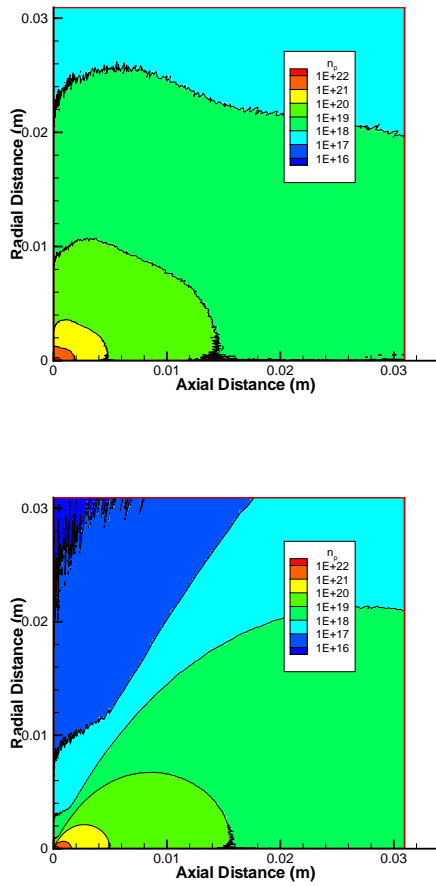 0.03
n_p
1E+22
1E+21
1E+20
1E+19
1E+18
1E+17
1E+16
0.02
Radial Distance (m)
0.01
0
0
0.01
0.02
0.03
Axial Distance (m)
0.03
n_p
1E+22
1E+21
1E+20
1E+19
1E+18
1E+17
1E+16
0.02
Radial Distance (m)
0.01
0
0
0.01
0.02
0.03
Axial Distance (m)